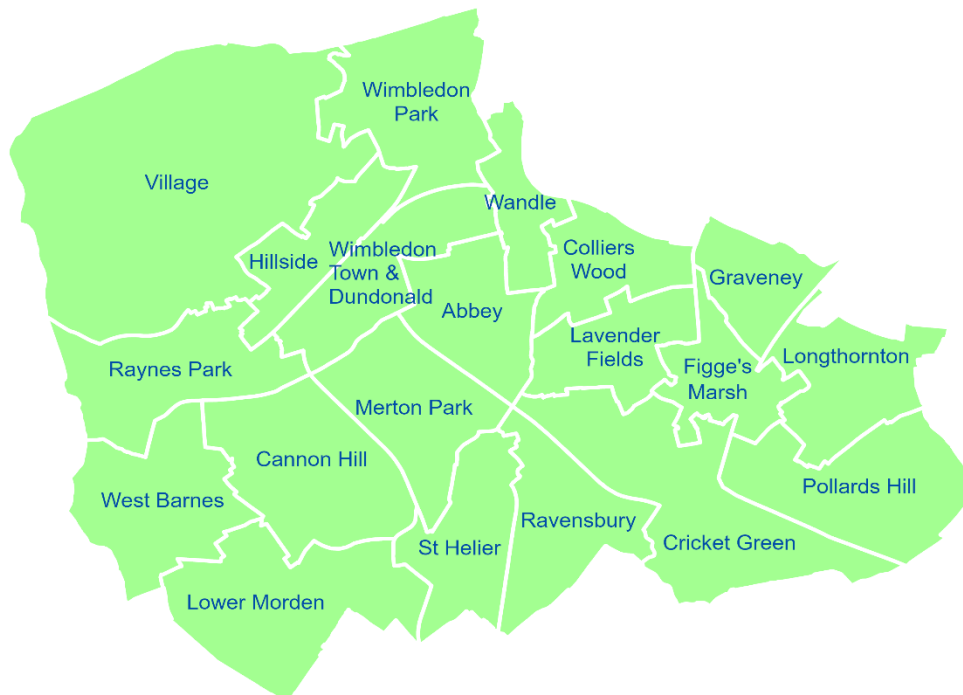 Wimbledon
Park
Village
Wandle
Hillside
Wimbledon
Town &
Dundonald
Colliers
Wood
Graveney
Abbey
Lavender
Fields
Longthornton
Raynes Park
Figge's
Marsh
Merton Park
Cannon Hill
Pollards Hill
West Barnes
Ravensbury
St Helier
Cricket Green
Lower Morden